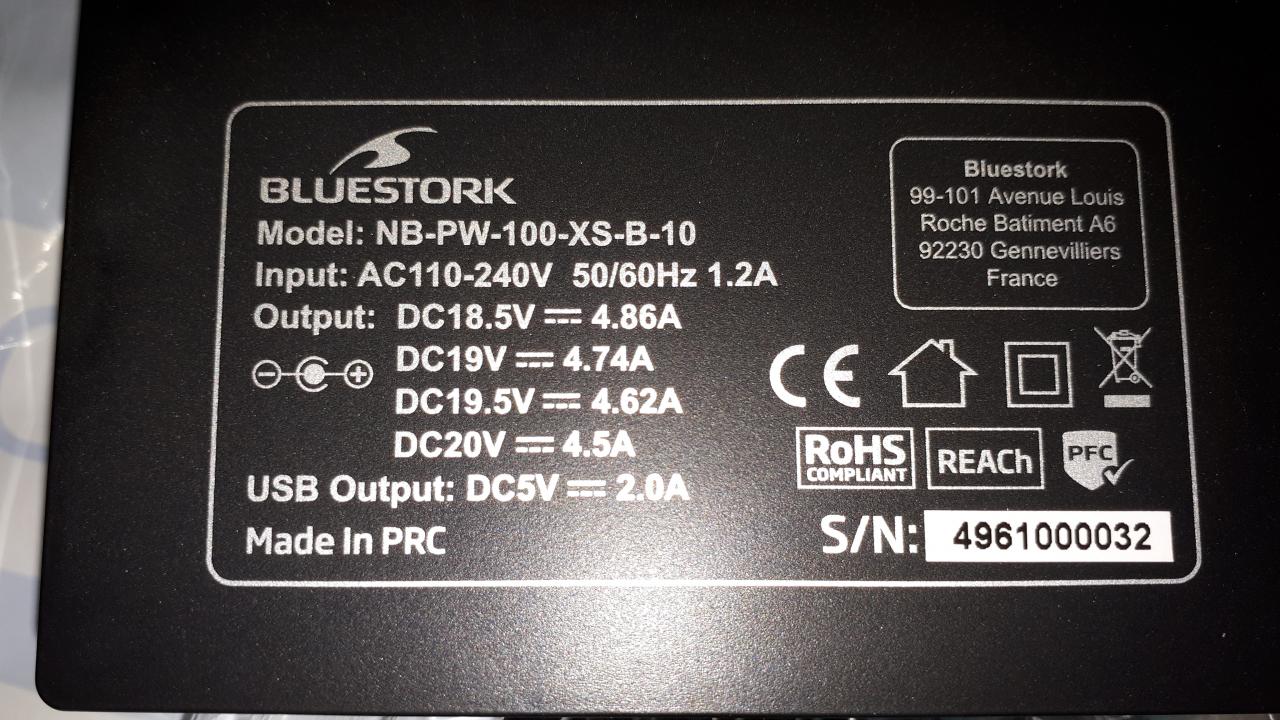 BLUESTORK
Model: NB-PW-100-XS-B-10
Input: AC110-240V 50/60Hz 1.2A
Output: DC18.5V ⎓ 4.86A
DC19V ⎓ 4.74A
DC19.5V ⎓ 4.62A
DC20V ⎓ 4.5A
USB Output: DC5V ⎓ 2.0A
Made In PRC
Bluestork
99-101 Avenue Louis
Roche Batiment A6
92230 Gennevilliers
France
CE
RoHS
COMPLIANT
REACh
PFC
S/N: 4961000032